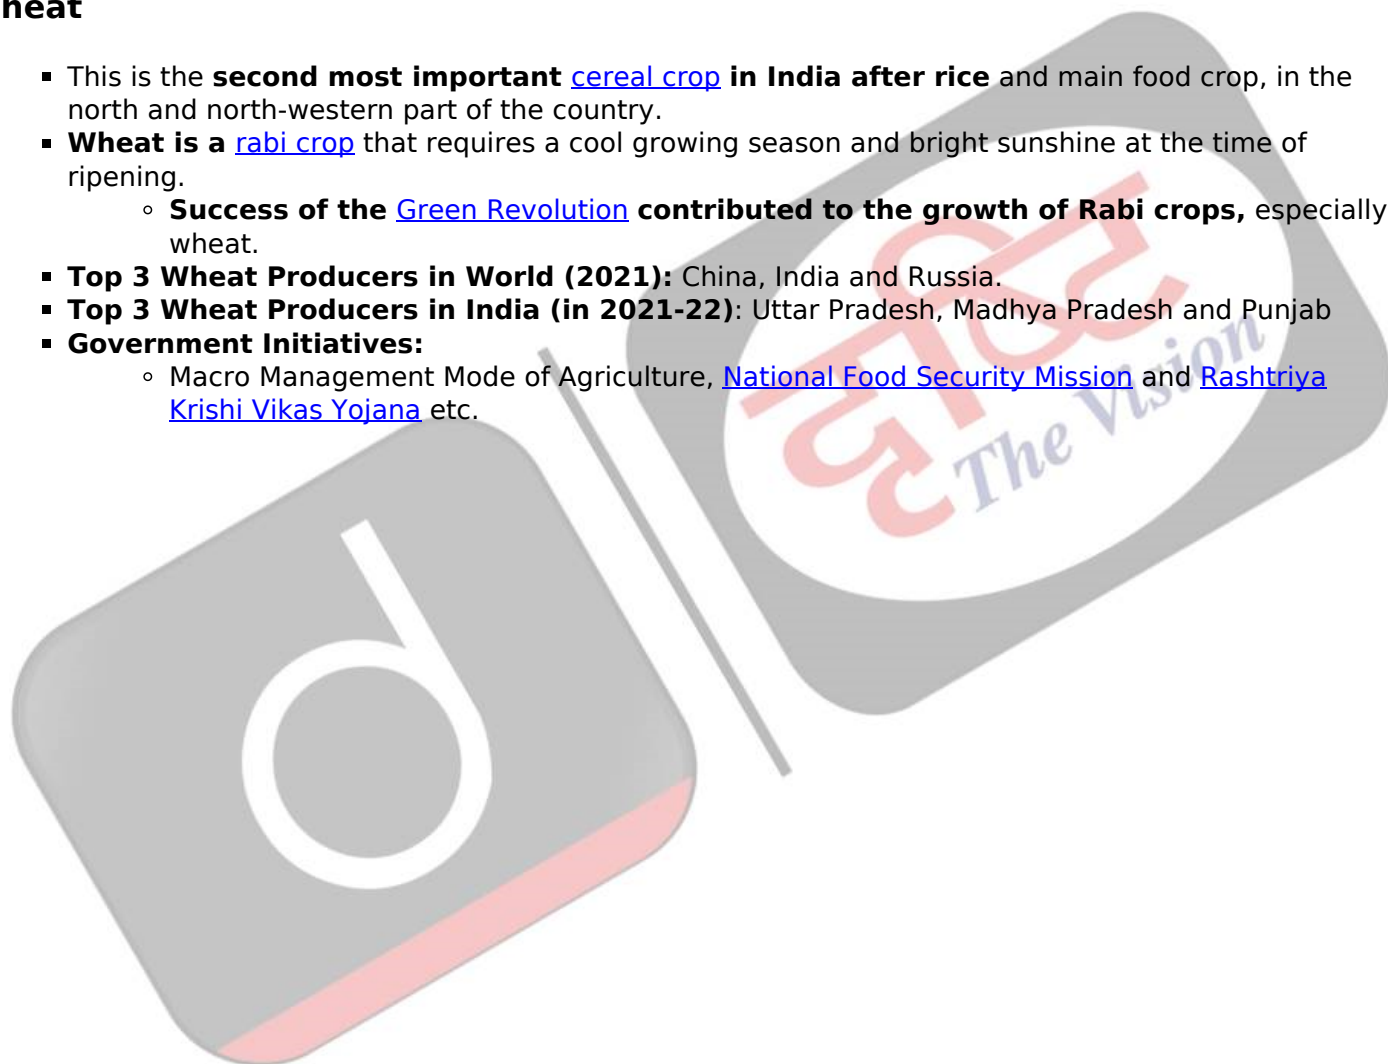 heat
This is the second most important cereal crop in India after rice and main food crop, in the
north and north-western part of the country.
Wheat is a rabi crop that requires a cool growing season and bright sunshine at the time of
ripening.
Success of the Green Revolution contributed to the growth of Rabi crops, especially
wheat.
Top 3 Wheat Producers in World (2021): China, India and Russia.
Top 3 Wheat Producers in India (in 2021-22): Uttar Pradesh, Madhya Pradesh and Punjab
Government Initiatives:
Macro Management Mode of Agriculture, National Food Security Mission and Rashtriya
Krishi Vikas Yojana etc.
दृष्टि
The Vision
d